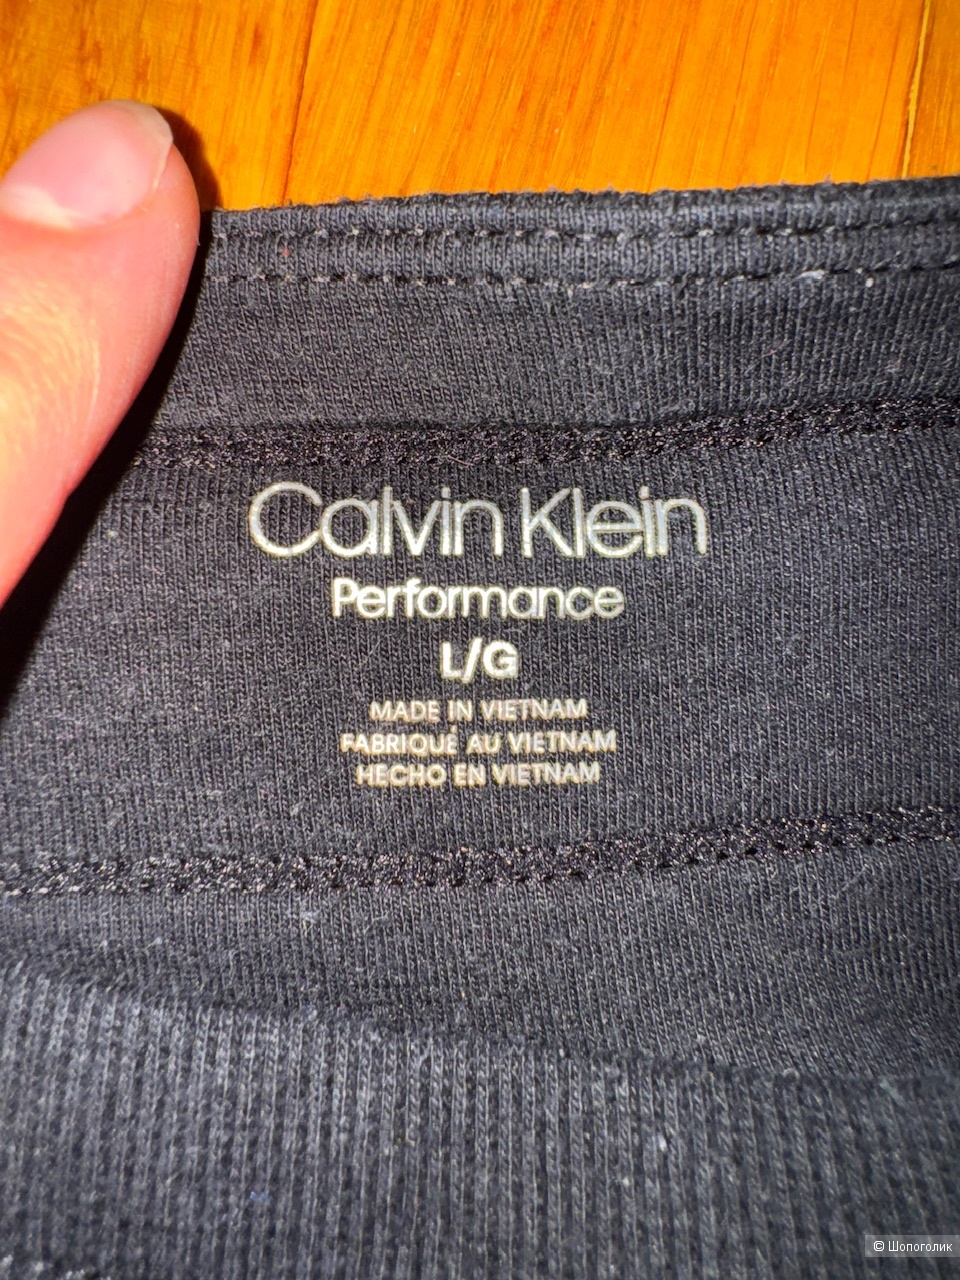 Calvin Klein
Performance
L/G
MADE IN VIETNAM
FABRIQUÉ AU VIETNAM
HECHO EN VIETNAM
© Шопоголик